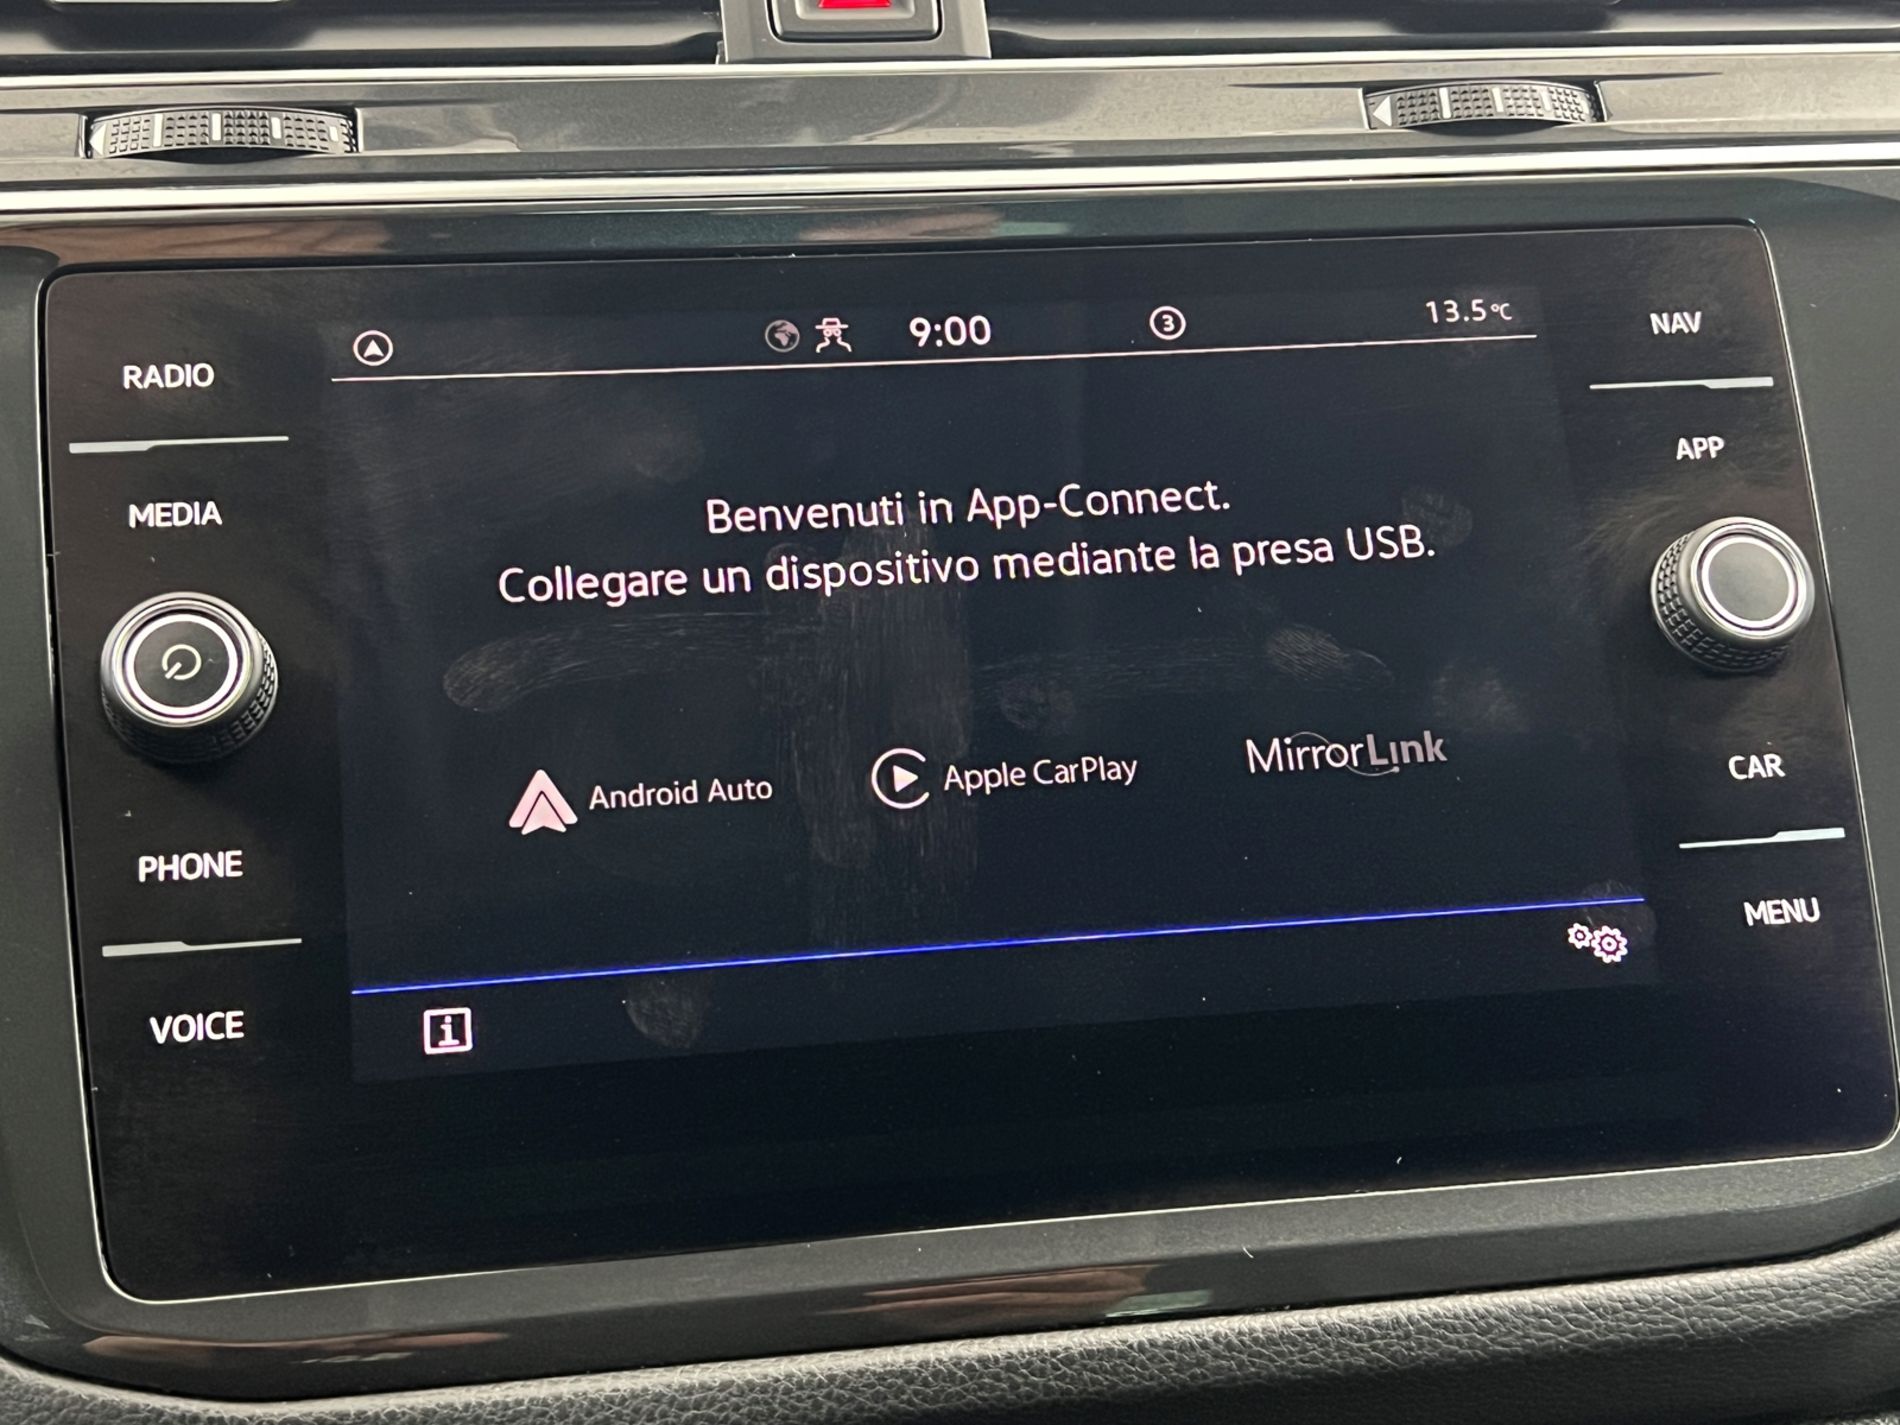 9:00
3
13.5°C
RADIO
MEDIA
PHONE
VOICE
Benvenuti in App-Connect.
Collegare un dispositivo mediante la presa USB.
Android Auto
Apple CarPlay
MirrorLink
i
NAV
APP
CAR
MENU